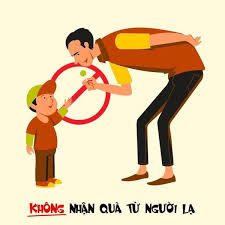 KHÔNG NHẬN QUÀ TỪ NGƯỜI LẠ